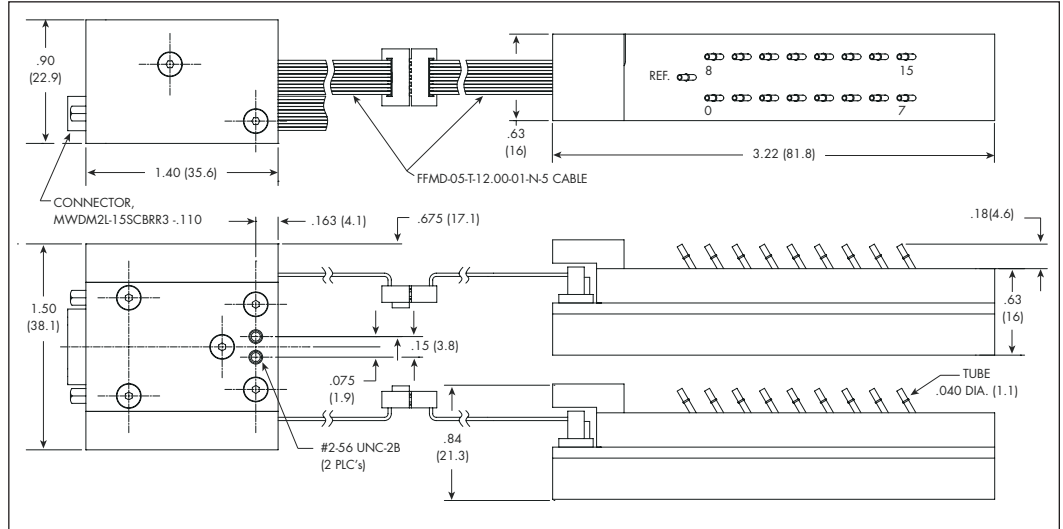 .90
(22.9)
REF.
8
15
0
7
.63
(16)
3.22 (81.8)
1.40 (35.6)
FFMD-05-T-12.00-01-N-5 CABLE
CONNECTOR,
MWDM2L-15SCBRR3 -.110
.163 (4.1)
.675 (17.1)
.18(4.6)
1.50
(38.1)
.63
(16)
.15 (3.8)
.075
(1.9)
TUBE
.040 DIA. (1.1)
#2-56 UNC-2B
(2 PLC's)
.84
(21.3)